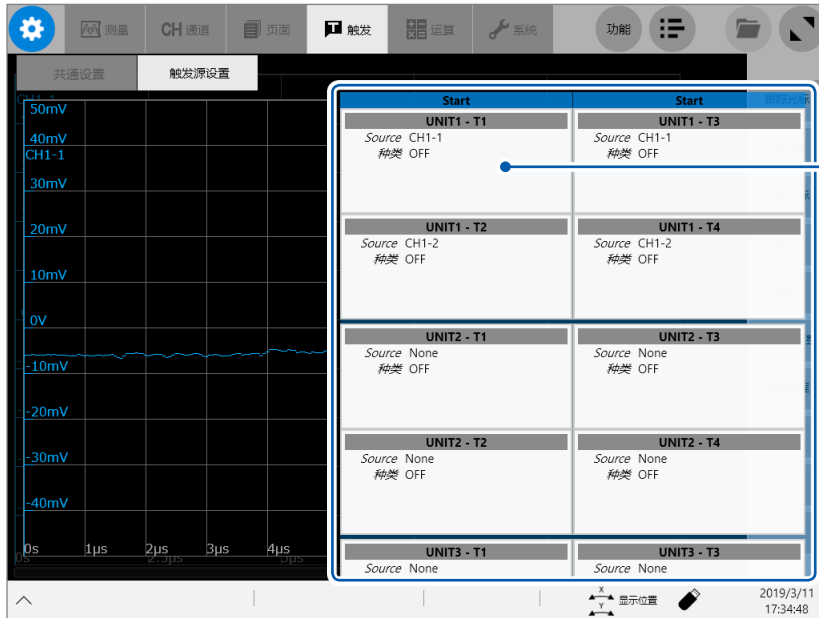 测量 CH 通道 页面 触发 运算 系统 功能
共通设置 触发源设置
Start Start
UNIT1 - T1 UNIT1 - T3
Source CH1-1 Source CH1-1
种类 OFF 种类 OFF
UNIT1 - T2 UNIT1 - T4
Source CH1-2 Source CH1-2
种类 OFF 种类 OFF
UNIT2 - T1 UNIT2 - T3
Source None Source None
种类 OFF 种类 OFF
UNIT2 - T2 UNIT2 - T4
Source None Source None
种类 OFF 种类 OFF
UNIT3 - T1 UNIT3 - T3
Source None Source None
50mV
40mV
CH1-1
30mV
20mV
10mV
0V
-10mV
-20mV
-30mV
-40mV
0s 1μs 2μs 3μs 4μs
X
Y
显示位置
2019/3/11
17:34:48